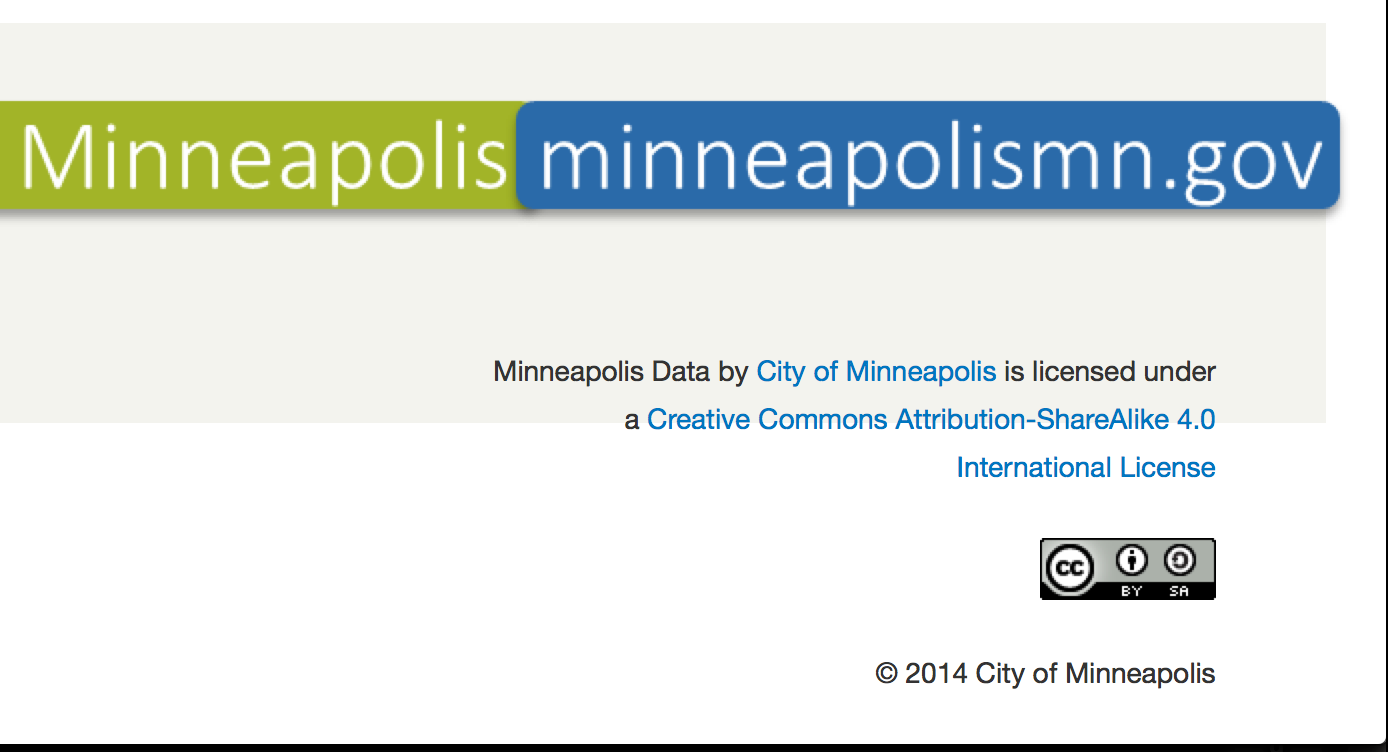 Minneapolis minneapolismn.gov
Minneapolis Data by City of Minneapolis is licensed under
a Creative Commons Attribution-ShareAlike 4.0
International License
cc BY SA
© 2014 City of Minneapolis